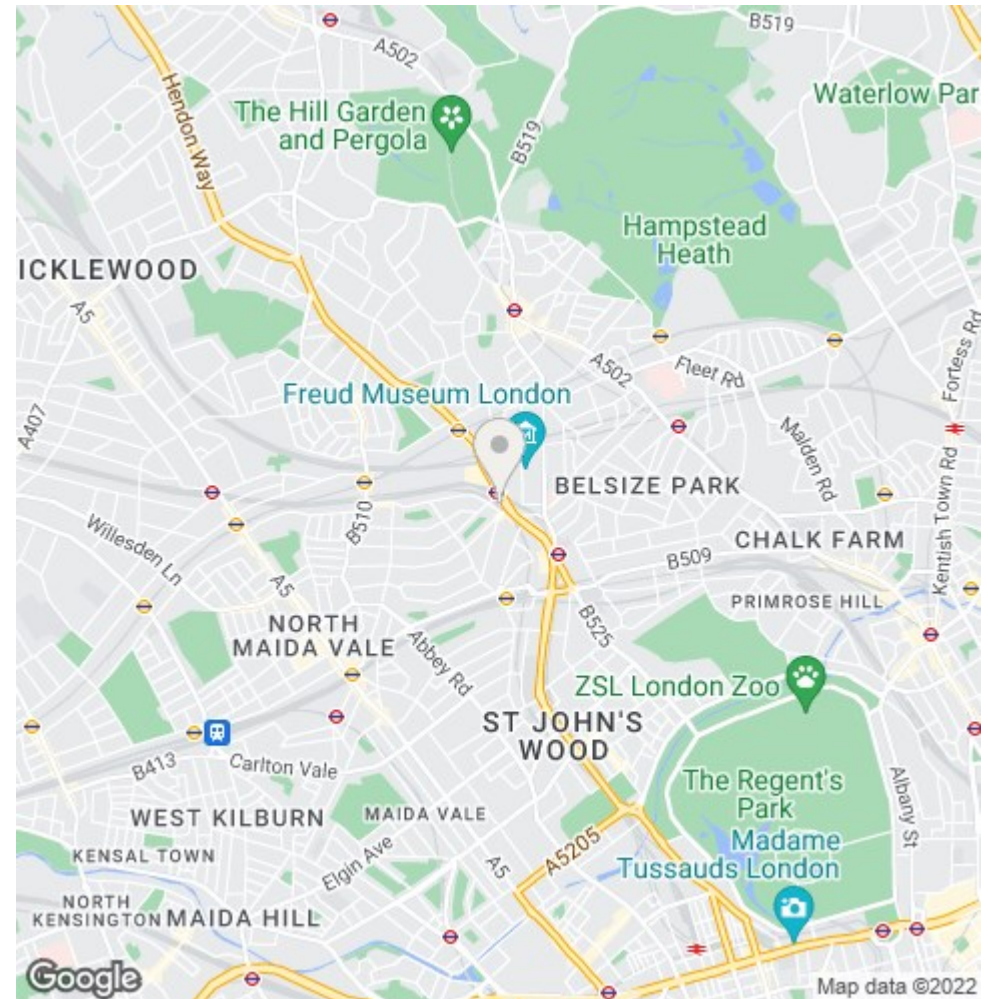 B519
A502
Hendon Way
The Hill Garden
and Pergola
B519
Waterlow Par
Hampstead
Heath
ICKLEWOOD
A5
A502
Fleet Rd
Fortess Rd
Freud Museum London
A407
Malden Rd
BELSIZE PARK
B510
Willesden Ln
A5
CHALK FARM
Kentish Town Rd
B509
PRIMROSE HILL
NORTH
MAIDA VALE
Abbey Rd
B525
ZSL London Zoo
ST JOHN'S
WOOD
B413
Carlton Vale
The Regent's
Park
Albany St
WEST KILBURN
MAIDA VALE
Madame
Tussauds London
KENSAL TOWN
Elgin Ave
A5
A5205
NORTH
KENSINGTON
MAIDA HILL
Google
Map data ©2022